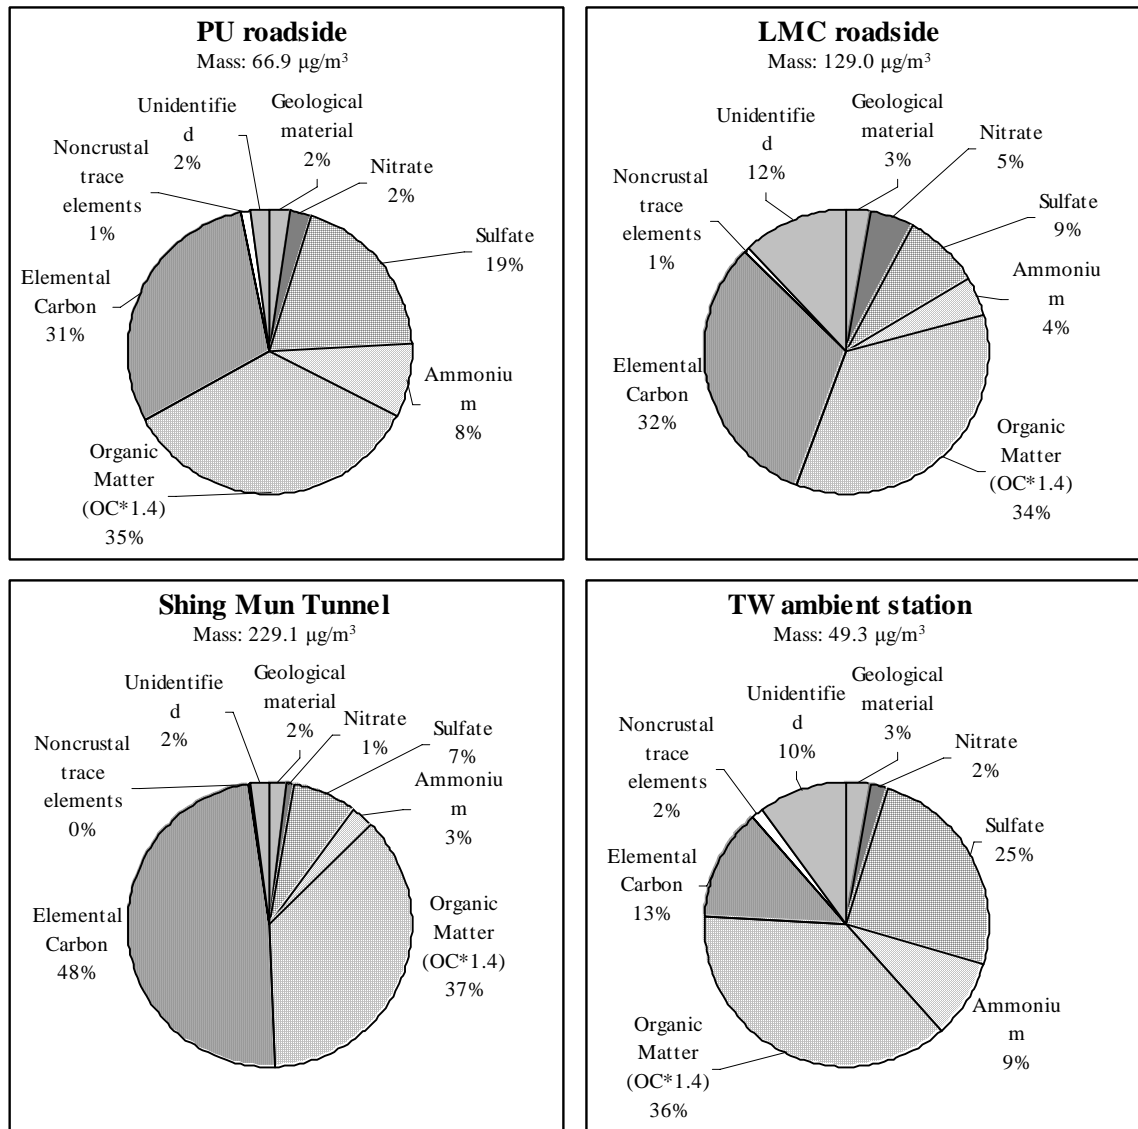 PU roadside
Mass: 66.9 μg/m³
Unidentifie
d
2%
Geological
material
2%
Nitrate
2%
Sulfate
19%
Ammoniu
m
8%
Organic
Matter
(OC*1.4)
35%
Elemental
Carbon
31%
Noncrustal
trace
elements
1%
LMC roadside
Mass: 129.0 μg/m³
Unidentifie
d
12%
Geological
material
3%
Nitrate
5%
Sulfate
9%
Ammoniu
m
4%
Organic
Matter
(OC*1.4)
34%
Elemental
Carbon
32%
Noncrustal
trace
elements
1%
Shing Mun Tunnel
Mass: 229.1 μg/m³
Unidentifie
d
2%
Geological
material
2%
Nitrate
1%
Sulfate
7%
Ammoniu
m
3%
Organic
Matter
(OC*1.4)
37%
Elemental
Carbon
48%
Noncrustal
trace
elements
0%
TW ambient station
Mass: 49.3 μg/m³
Unidentifie
d
10%
Geological
material
3%
Nitrate
2%
Sulfate
25%
Ammoniu
m
9%
Organic
Matter
(OC*1.4)
36%
Elemental
Carbon
13%
Noncrustal
trace
elements
2%